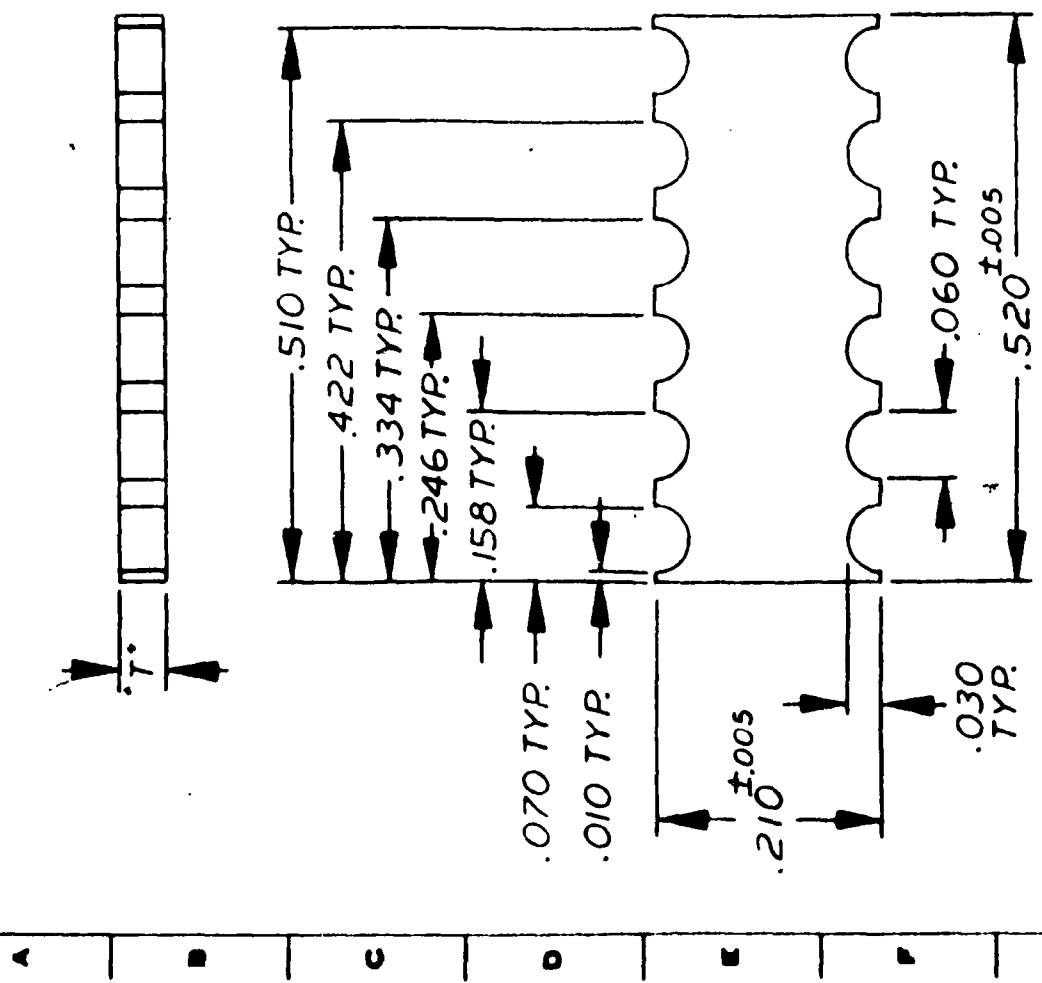 "T"
.510 TYP.
.422 TYP.
.334 TYP.
.246 TYP.
.158 TYP.
.070 TYP.
.010 TYP.
.210 ±.005
.030
TYP.
.060 TYP.
.520 ±.005
A
B
C
D
E
F